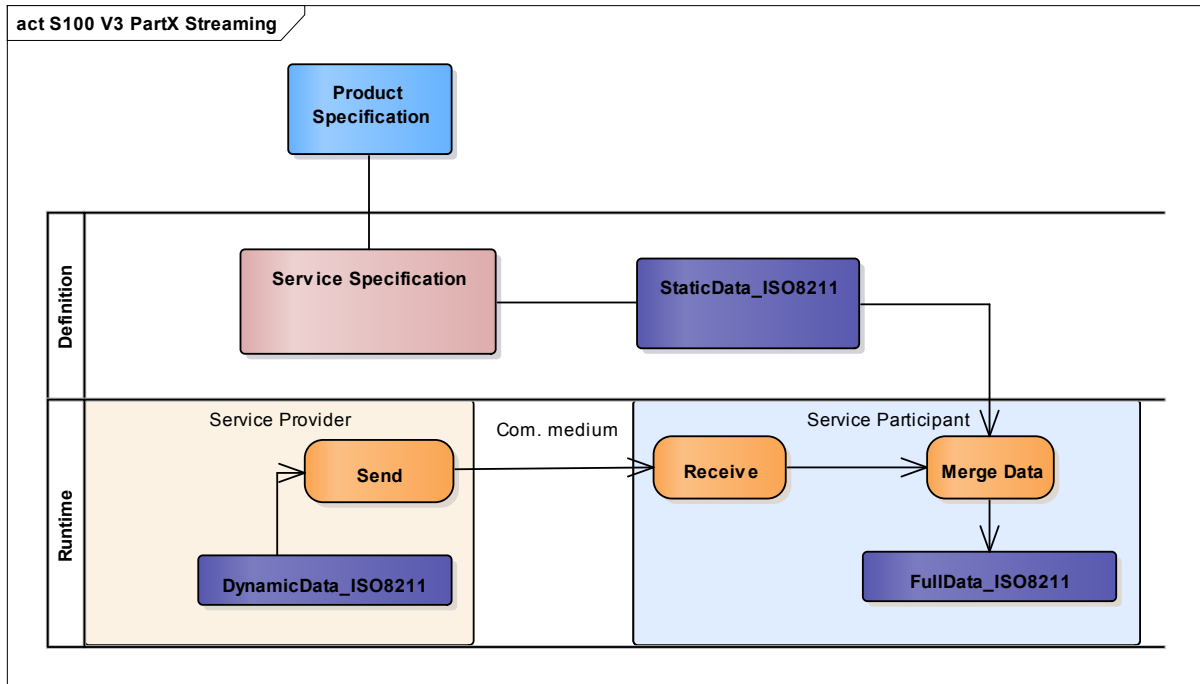 act S100 V3 PartX Streaming
Product
Specification
Definition
Service Specification
StaticData_ISO8211
Runtime
Service Provider
Com. medium
Service Participant
Send
Receive
Merge Data
DynamicData_ISO8211
FullData_ISO8211